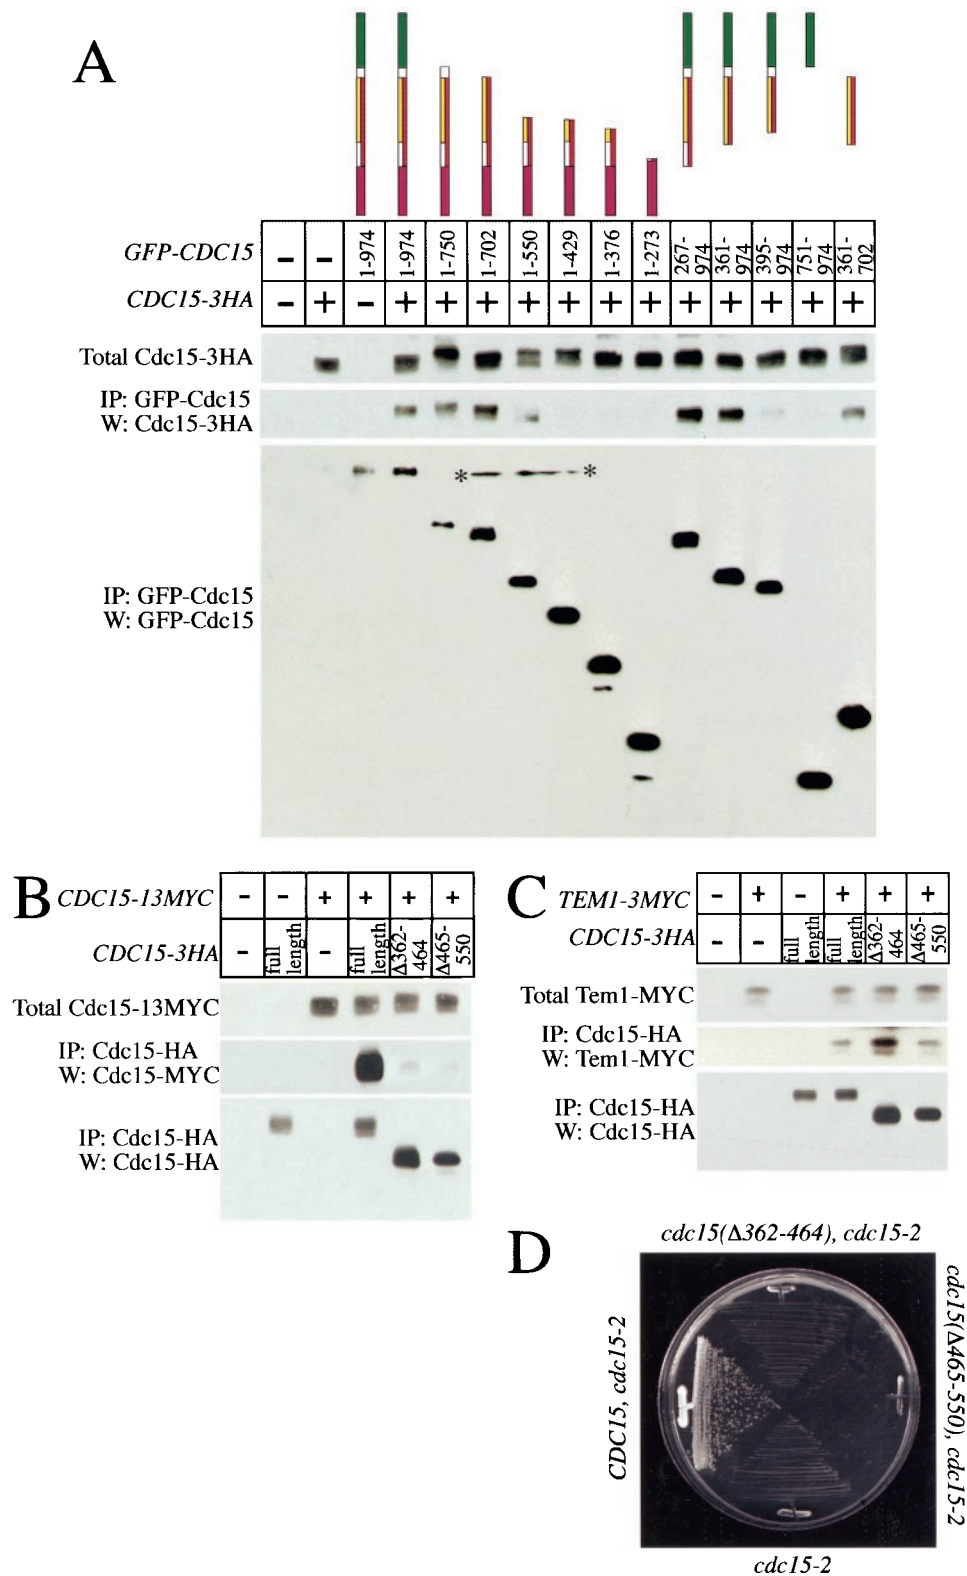 A
GFP-CDC15 - - 1-974 1-974 1-750 1-702 1-550 1-429 1-376 1-273 267-974 361-974 395-974 751-974 361-702
CDC15-3HA - + - + + + + + + + + + + + +
Total Cdc15-3HA
IP: GFP-Cdc15
W: Cdc15-3HA
* *
IP: GFP-Cdc15
W: GFP-Cdc15
B
CDC15-13MYC - - + + + +
CDC15-3HA - full length - full length Δ362-464 Δ465-550
Total Cdc15-13MYC
IP: Cdc15-HA
W: Cdc15-MYC
IP: Cdc15-HA
W: Cdc15-HA
C
TEM1-3MYC - + - + + +
CDC15-3HA - - full length full length Δ362-464 Δ465-550
Total Tem1-MYC
IP: Cdc15-HA
W: Tem1-MYC
IP: Cdc15-HA
W: Cdc15-HA
D
cdc15(Δ362-464), cdc15-2
CDC15, cdc15-2
cdc15(Δ465-550), cdc15-2
cdc15-2